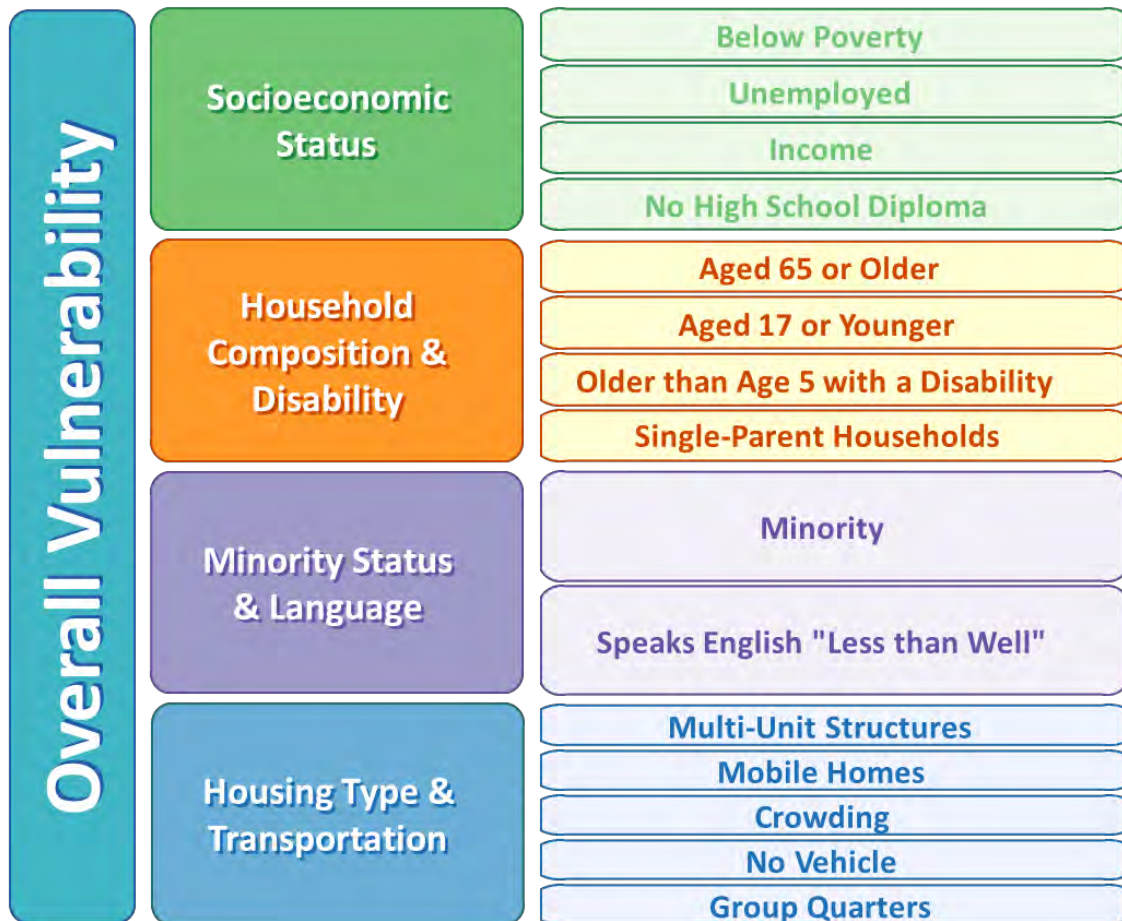 Overall Vulnerability
Socioeconomic
Status
Below Poverty
Unemployed
Income
No High School Diploma
Household
Composition &
Disability
Aged 65 or Older
Aged 17 or Younger
Older than Age 5 with a Disability
Single-Parent Households
Minority Status
& Language
Minority
Speaks English "Less than Well"
Housing Type &
Transportation
Multi-Unit Structures
Mobile Homes
Crowding
No Vehicle
Group Quarters